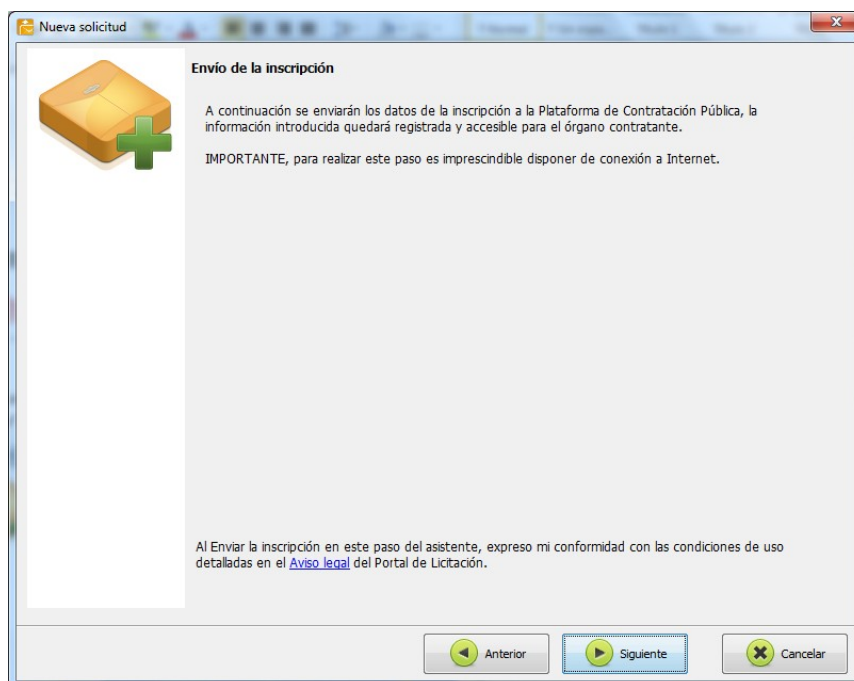 Nueva solicitud
Envío de la inscripción
A continuación se enviarán los datos de la inscripción a la Plataforma de Contratación Pública, la
información introducida quedará registrada y accesible para el órgano contratante.
IMPORTANTE, para realizar este paso es imprescindible disponer de conexión a Internet.
Al Enviar la inscripción en este paso del asistente, expreso mi conformidad con las condiciones de uso
detalladas en el Aviso legal del Portal de Licitación.
Anterior
Siguiente
Cancelar